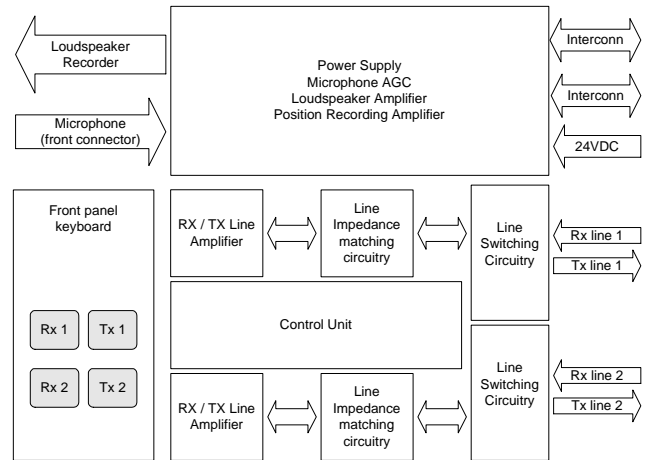 Loudspeaker
Recorder
Power Supply
Microphone AGC
Loudspeaker Amplifier
Position Recording Amplifier
Interconn
Interconn
Microphone
(front connector)
24VDC
Front panel
keyboard
RX / TX Line
Amplifier
Line
Impedance
matching
circuitry
Line
Switching
Circuitry
Rx line 1
Tx line 1
Rx 1
Tx 1
Control Unit
Rx 2
Tx 2
RX / TX Line
Amplifier
Line
Impedance
matching
circuitry
Line
Switching
Circuitry
Rx line 2
Tx line 2